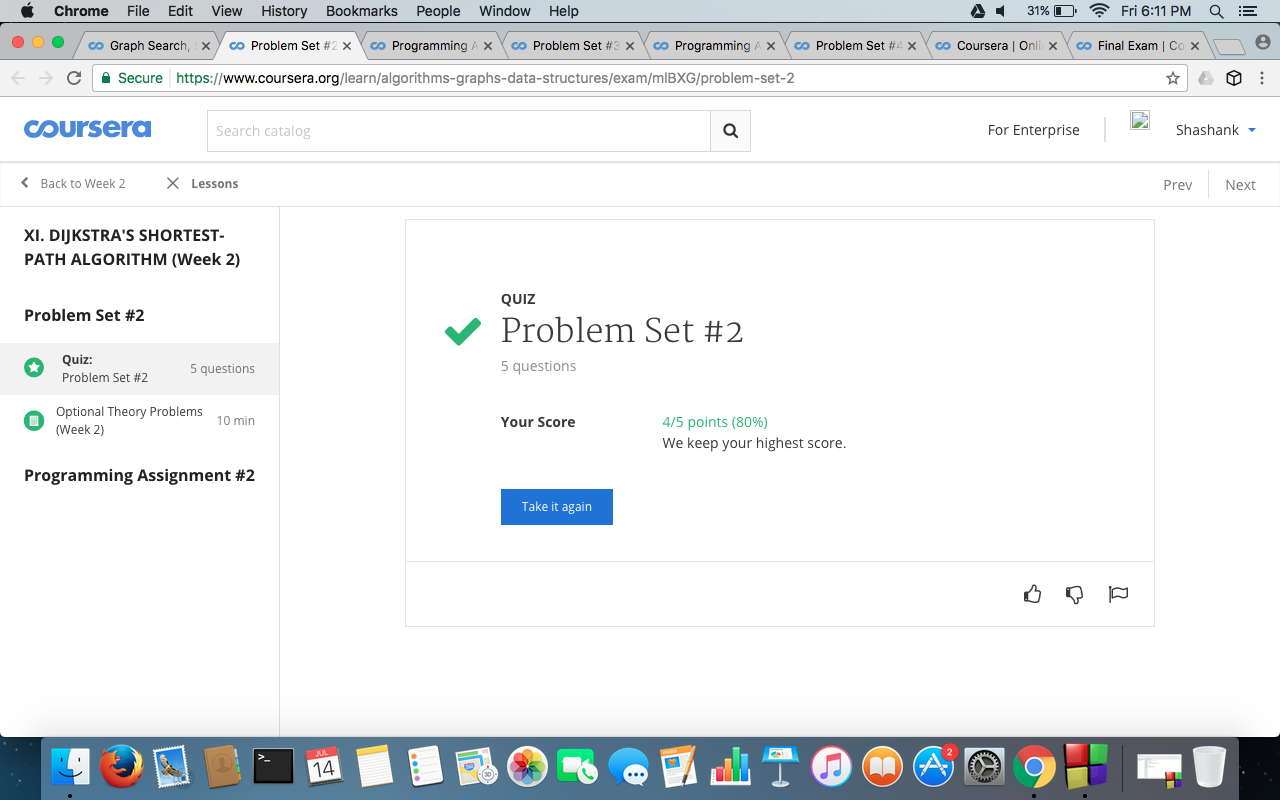 Chrome File Edit View History Bookmarks People Window Help 31% Fri 6:11 PM
Graph Search, Problem Set #2 Programming A Problem Set #3 Programming A Problem Set #4 Coursera | Onli Final Exam | Co
Secure https://www.coursera.org/learn/algorithms-graphs-data-structures/exam/mlBXG/problem-set-2
coursera Search catalog For Enterprise Shashank
Back to Week 2 Lessons Prev Next
XI. DIJKSTRA'S SHORTEST-
PATH ALGORITHM (Week 2)
Problem Set #2
Quiz:
Problem Set #2 5 questions
Optional Theory Problems
(Week 2) 10 min
Programming Assignment #2
QUIZ
Problem Set #2
5 questions
Your Score 4/5 points (80%)
We keep your highest score.
Take it again
JUL
14
2